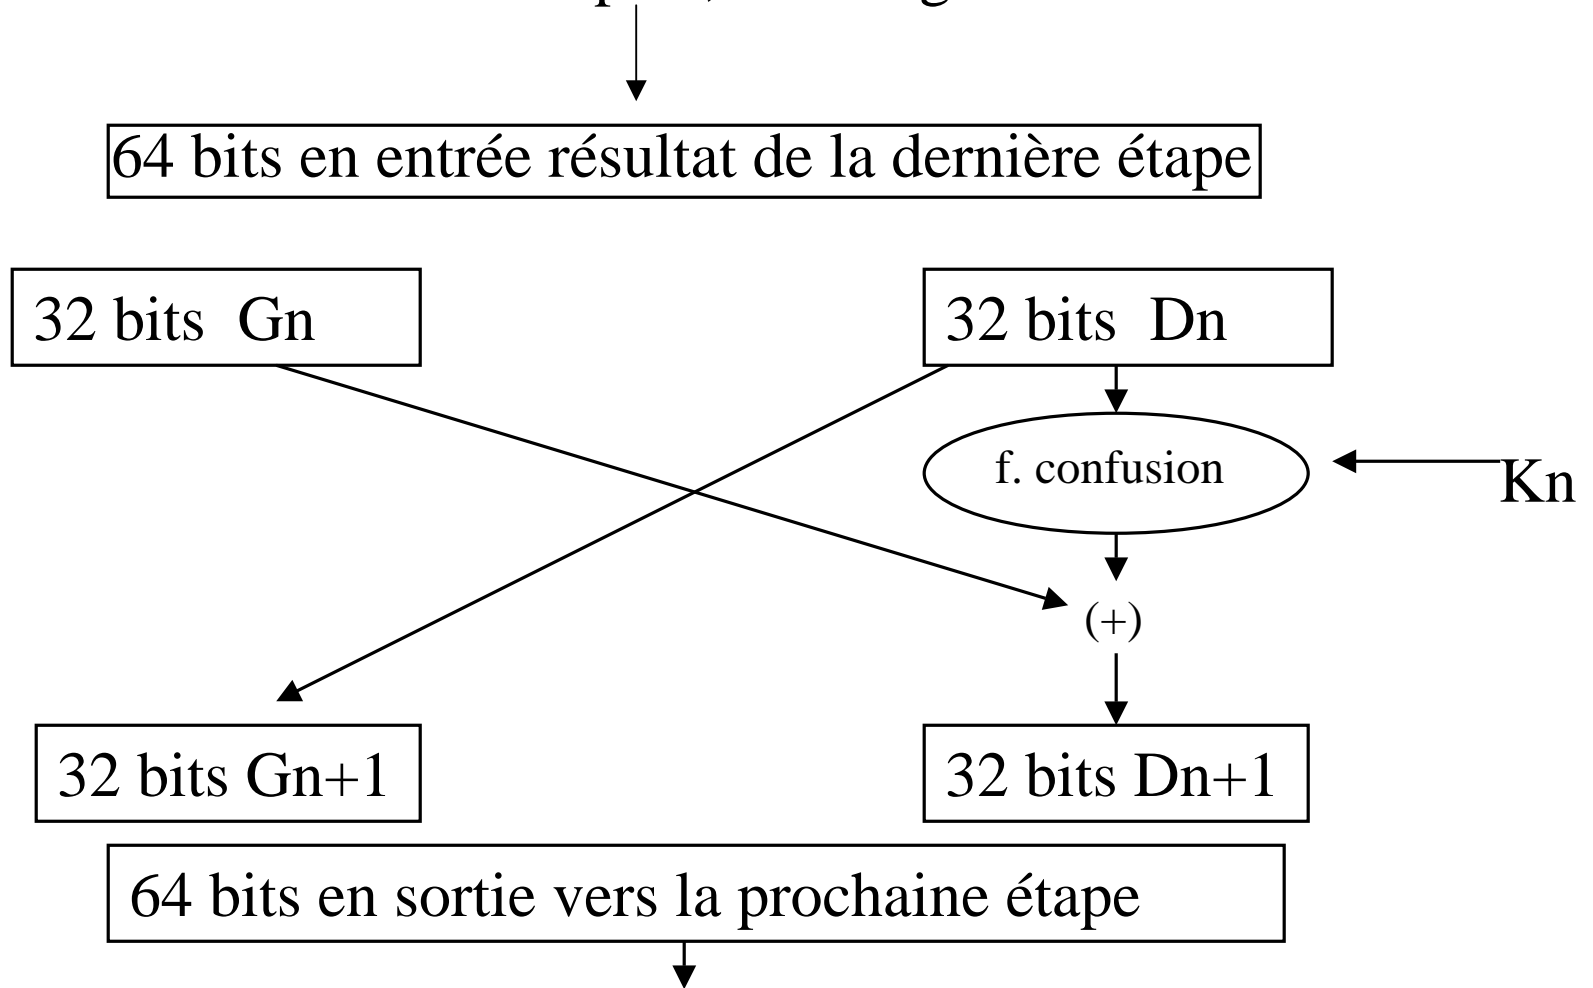 64 bits en entrée résultat de la dernière étape
32 bits Gn
32 bits Dn
f. confusion
Kn
(+)
32 bits Gn+1
32 bits Dn+1
64 bits en sortie vers la prochaine étape